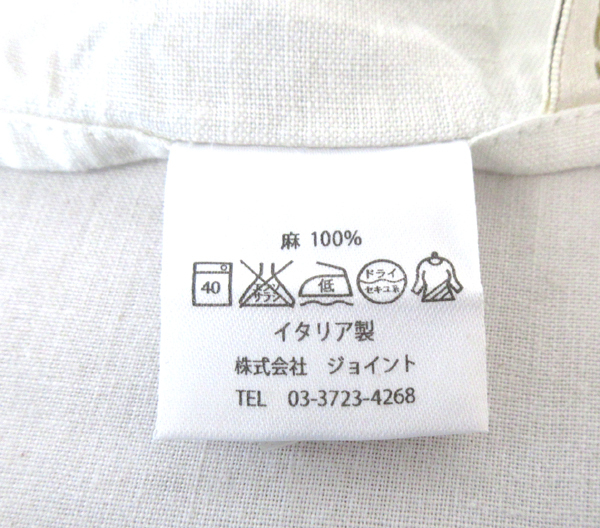 麻 100%
40 エンソ サラシ 低 ドライ セキユ系
イタリア製
株式会社 ジョイント
TEL 03-3723-4268